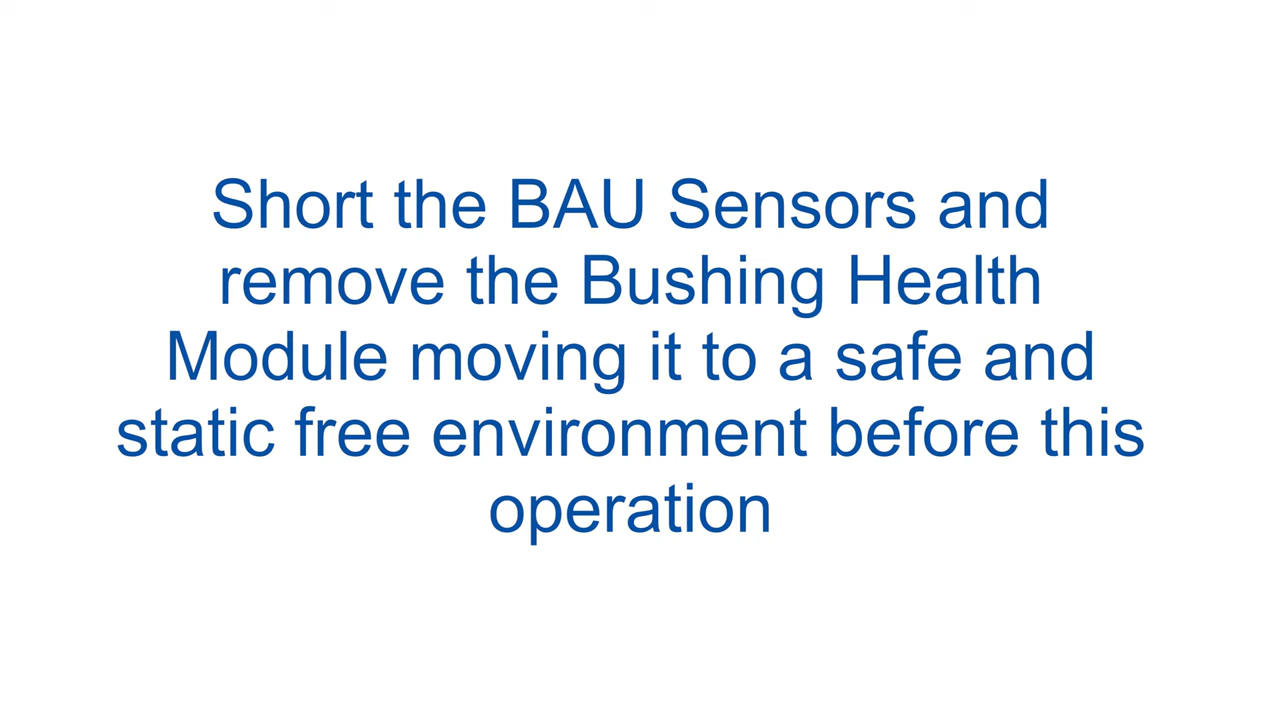 Short the BAU Sensors and
remove the Bushing Health
Module moving it to a safe and
static free environment before this
operation